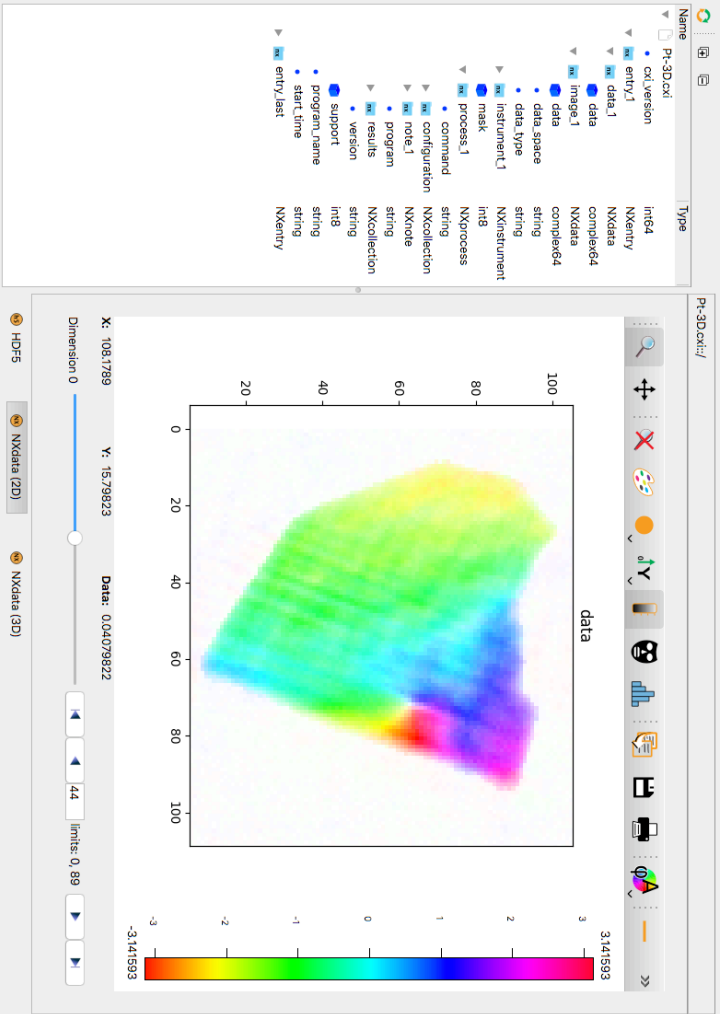 Name Type
Pt-3D.cxi
cxi_version int64
entry_1 NXentry
data_1 NXdata
data complex64
image_1 NXdata
data complex64
data_space string
data_type string
instrument_1 NXinstrument
mask int8
process_1 NXprocess
command string
configuration NXcollection
note_1 NXnote
program string
results NXcollection
version string
support int8
program_name string
start_time string
entry_last NXentry
Pt-3D.cxi::/
data
100
80
60
40
20
0 20 40 60 80 100
3.141593
3
2
1
0
-1
-2
-3
-3.141593
X: 108.1789 Y: 15.79823 Data: 0.04079822
Dimension 0 44 limits: 0, 89
HDF5 NXdata (2D) NXdata (3D)